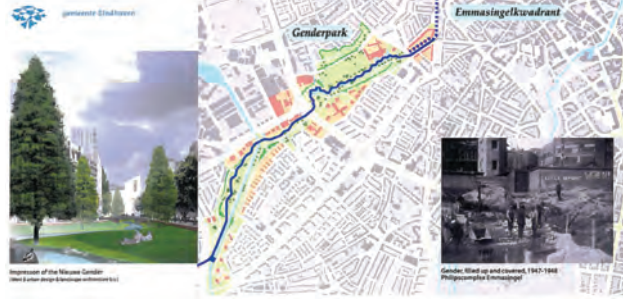 gemeente Eindhoven
Genderpark
Emmasingelkwadrant
Impression of the Nieuwe Gender
Gender, filled up and covered, 1947-1948
Philipscomplex Emmasingel